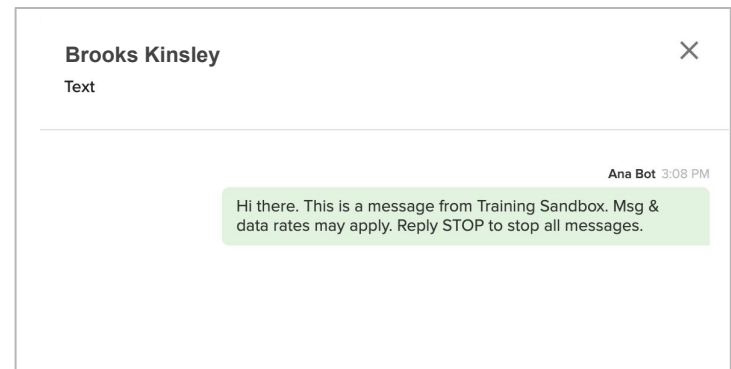 Brooks Kinsley
Text
Ana Bot 3:08 PM
Hi there. This is a message from Training Sandbox. Msg &
data rates may apply. Reply STOP to stop all messages.